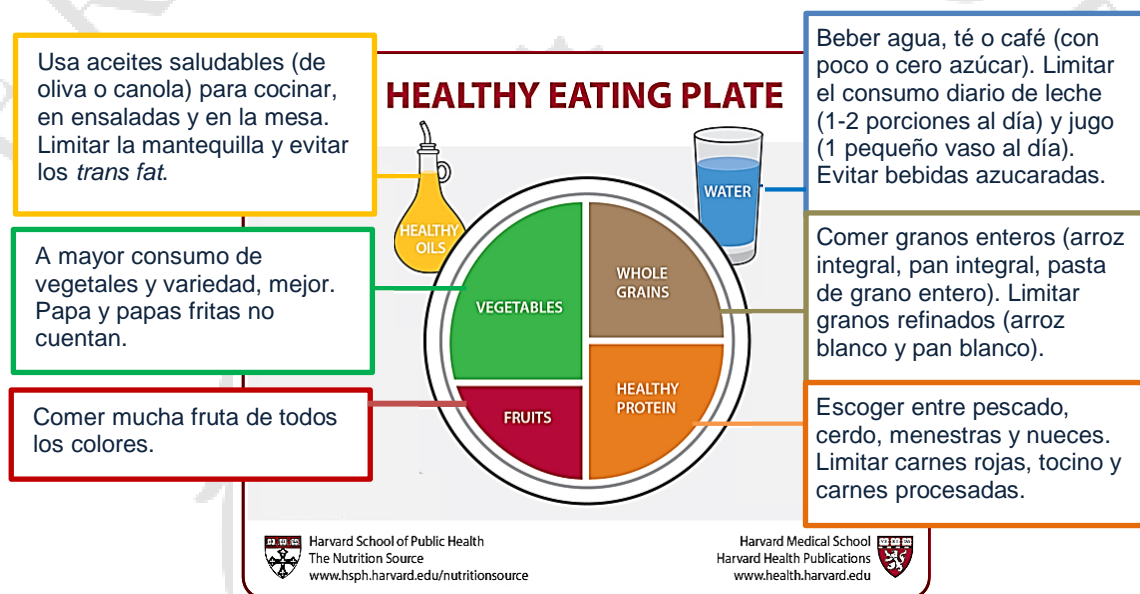 Usa aceites saludables (de
oliva o canola) para cocinar,
en ensaladas y en la mesa.
Limitar la mantequilla y evitar
los trans fat.
A mayor consumo de
vegetales y variedad, mejor.
Papa y papas fritas no
cuentan.
Comer mucha fruta de todos
los colores.
HEALTHY EATING PLATE
HEALTHY
OILS
WATER
VEGETABLES
WHOLE
GRAINS
FRUITS
HEALTHY
PROTEIN
Beber agua, té o café (con
poco o cero azúcar). Limitar
el consumo diario de leche
(1-2 porciones al día) y jugo
(1 pequeño vaso al día).
Evitar bebidas azucaradas.
Comer granos enteros (arroz
integral, pan integral, pasta
de grano entero). Limitar
granos refinados (arroz
blanco y pan blanco).
Escoger entre pescado,
cerdo, menestras y nueces.
Limitar carnes rojas, tocino y
carnes procesadas.
Harvard School of Public Health
The Nutrition Source
www.hsph.harvard.edu/nutritionsource
Harvard Medical School
Harvard Health Publications
www.health.harvard.edu